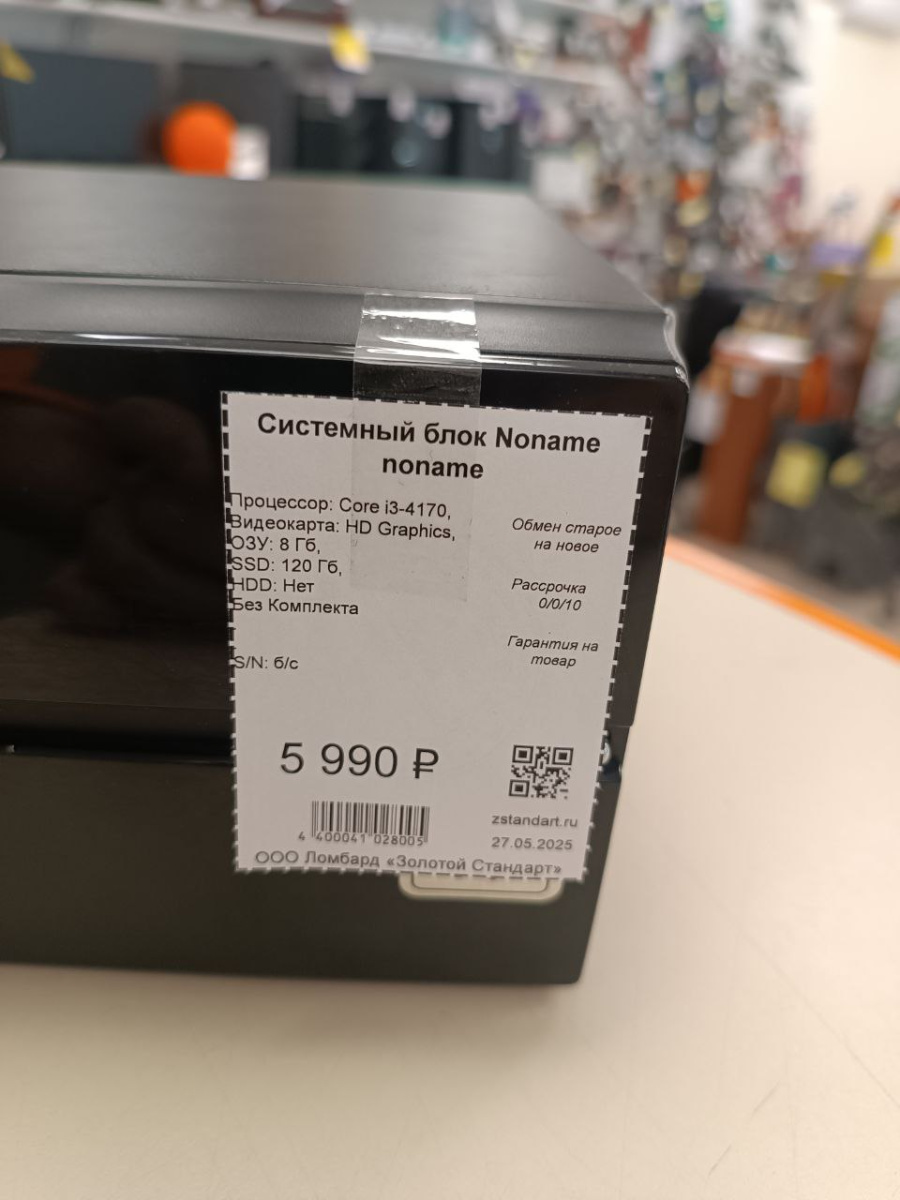 Системный блок Noname
noname
Процессор: Core i3-4170,
Видеокарта: HD Graphics,
ОЗУ: 8 Гб,
SSD: 120 Гб,
HDD: Нет
Без Комплекта
S/N: б/с
Обмен старое
на новое
Рассрочка
0/0/10
Гарантия на
товар
5 990 ₽
4 400041 028005
zstandart.ru
27.05.2025
ООО Ломбард «Золотой Стандарт»